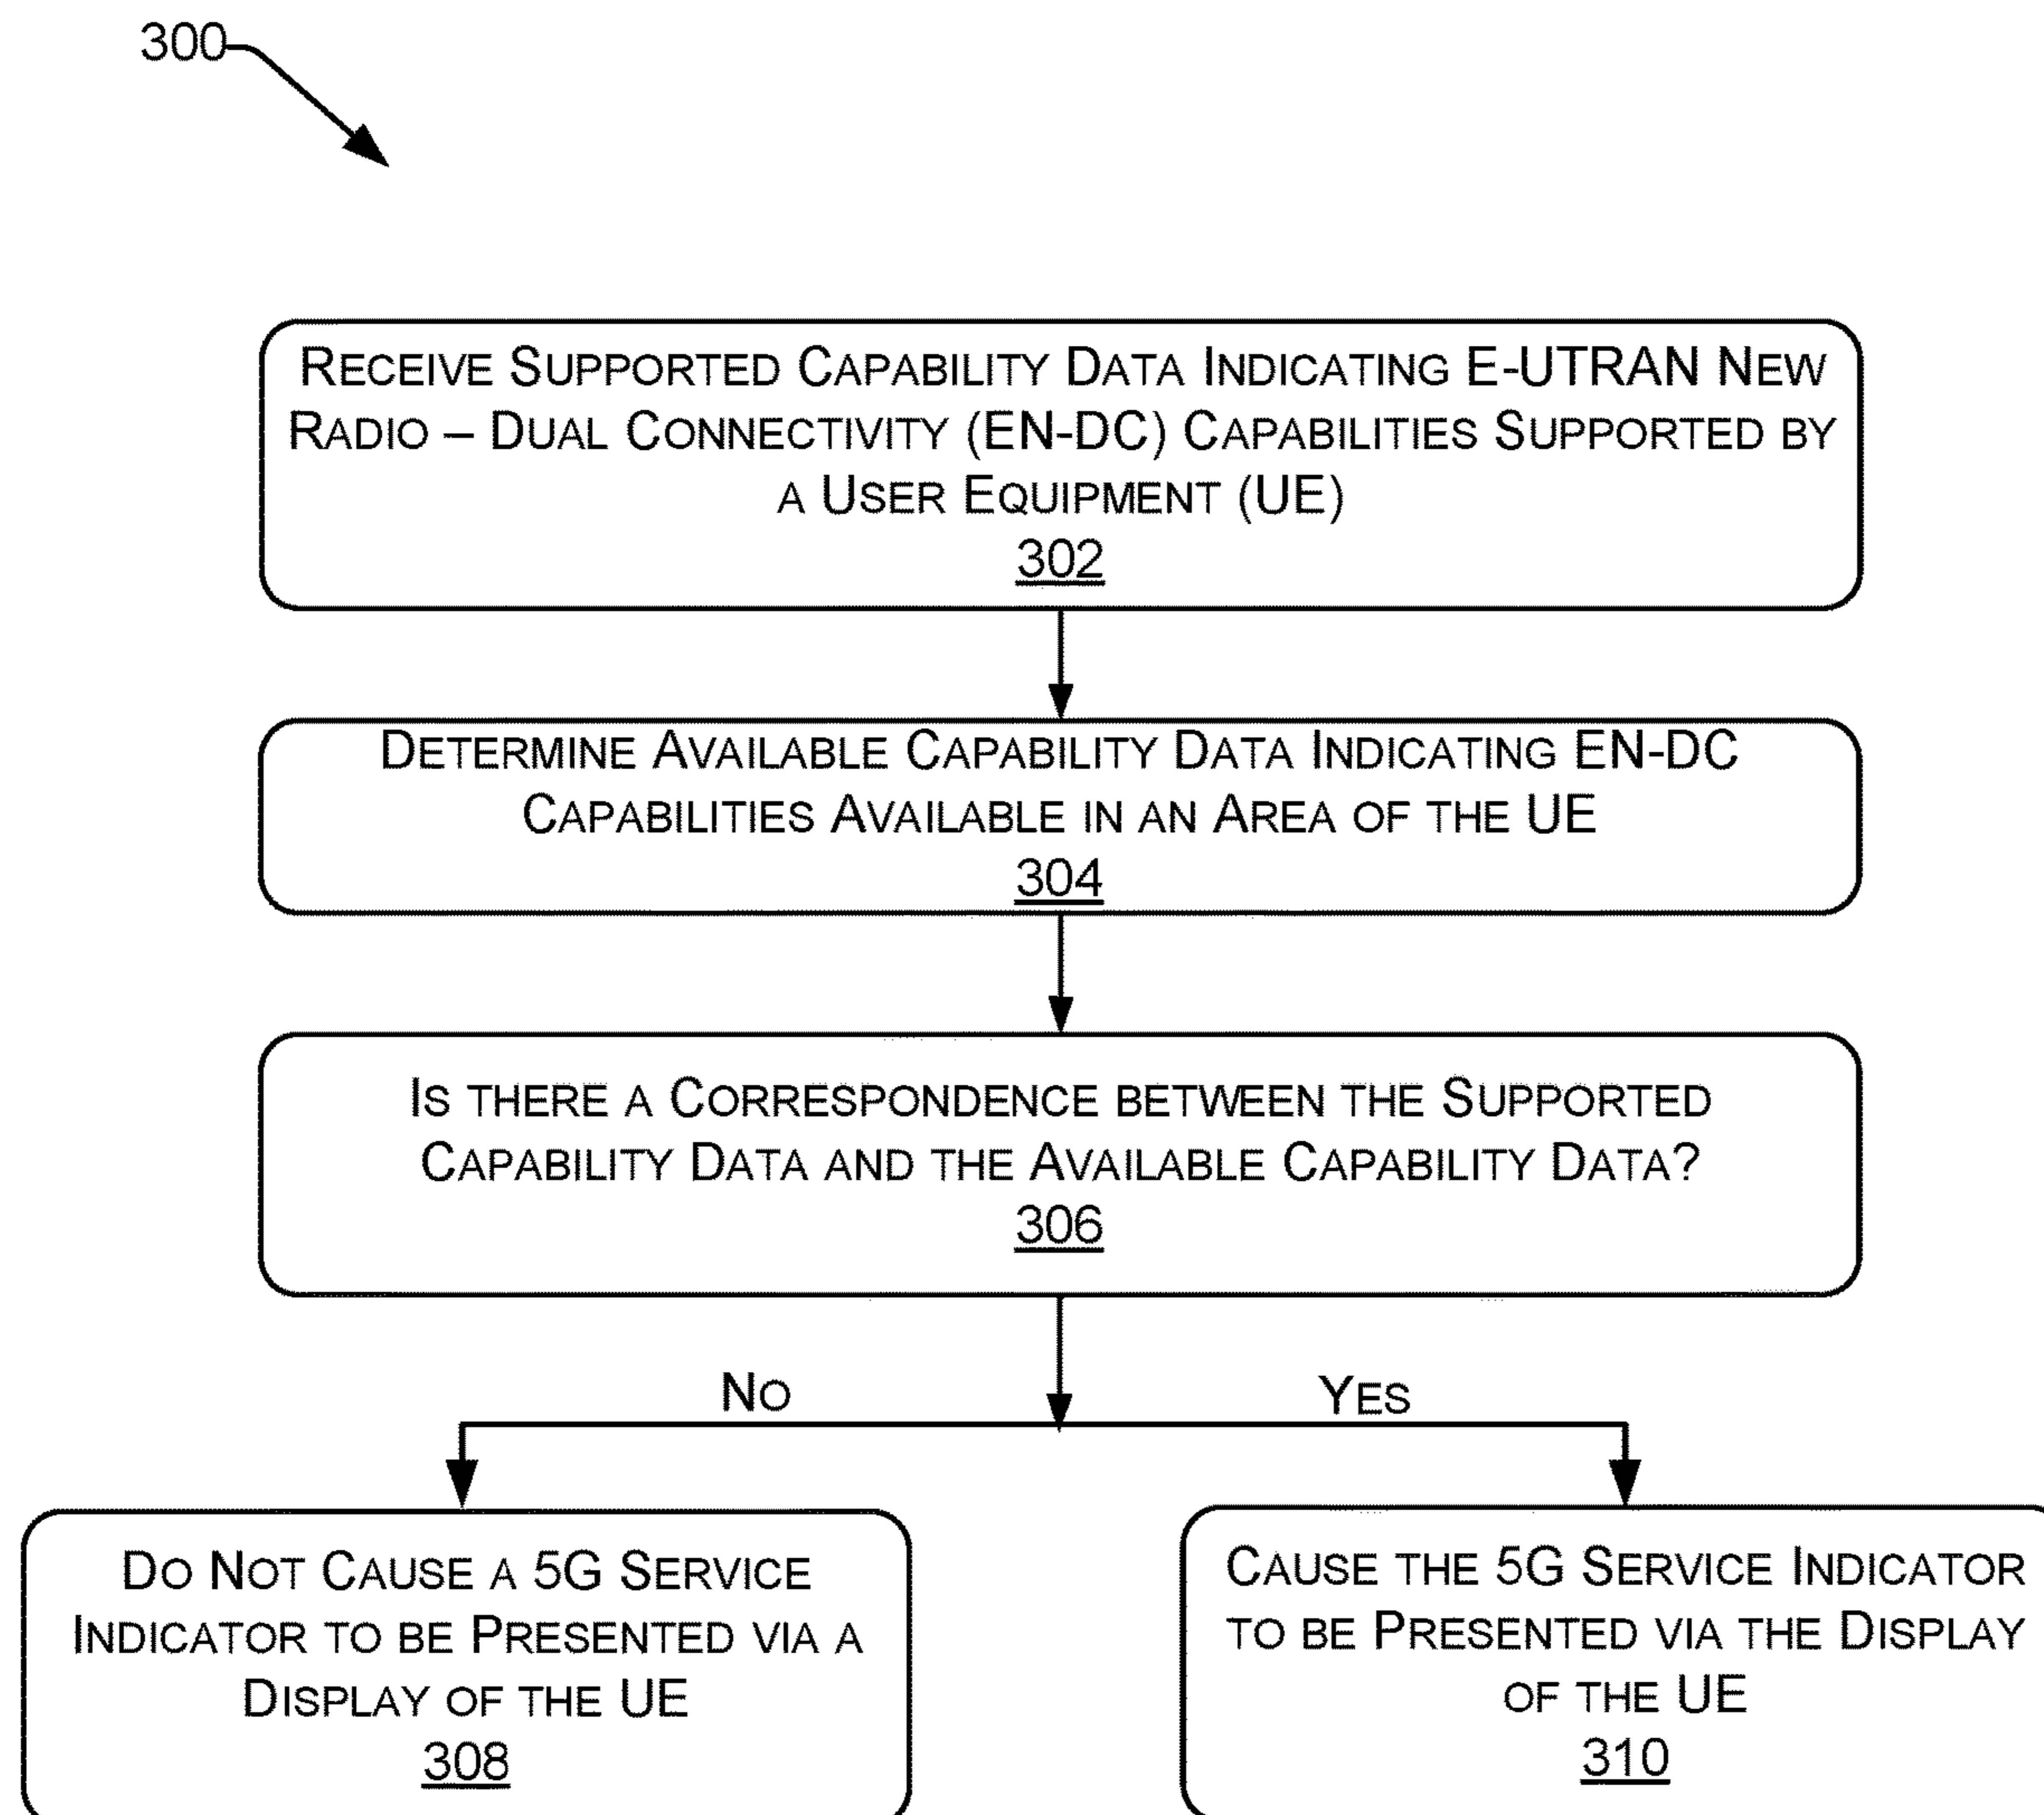 300
Receive Supported Capability Data Indicating E-UTRAN New
Radio – Dual Connectivity (EN-DC) Capabilities Supported by
a User Equipment (UE)
302
Determine Available Capability Data Indicating EN-DC
Capabilities Available in an Area of the UE
304
Is there a Correspondence between the Supported
Capability Data and the Available Capability Data?
306
No
Yes
Do Not Cause a 5G Service
Indicator to be Presented via a
Display of the UE
308
Cause the 5G Service Indicator
to be Presented via the Display
of the UE
310